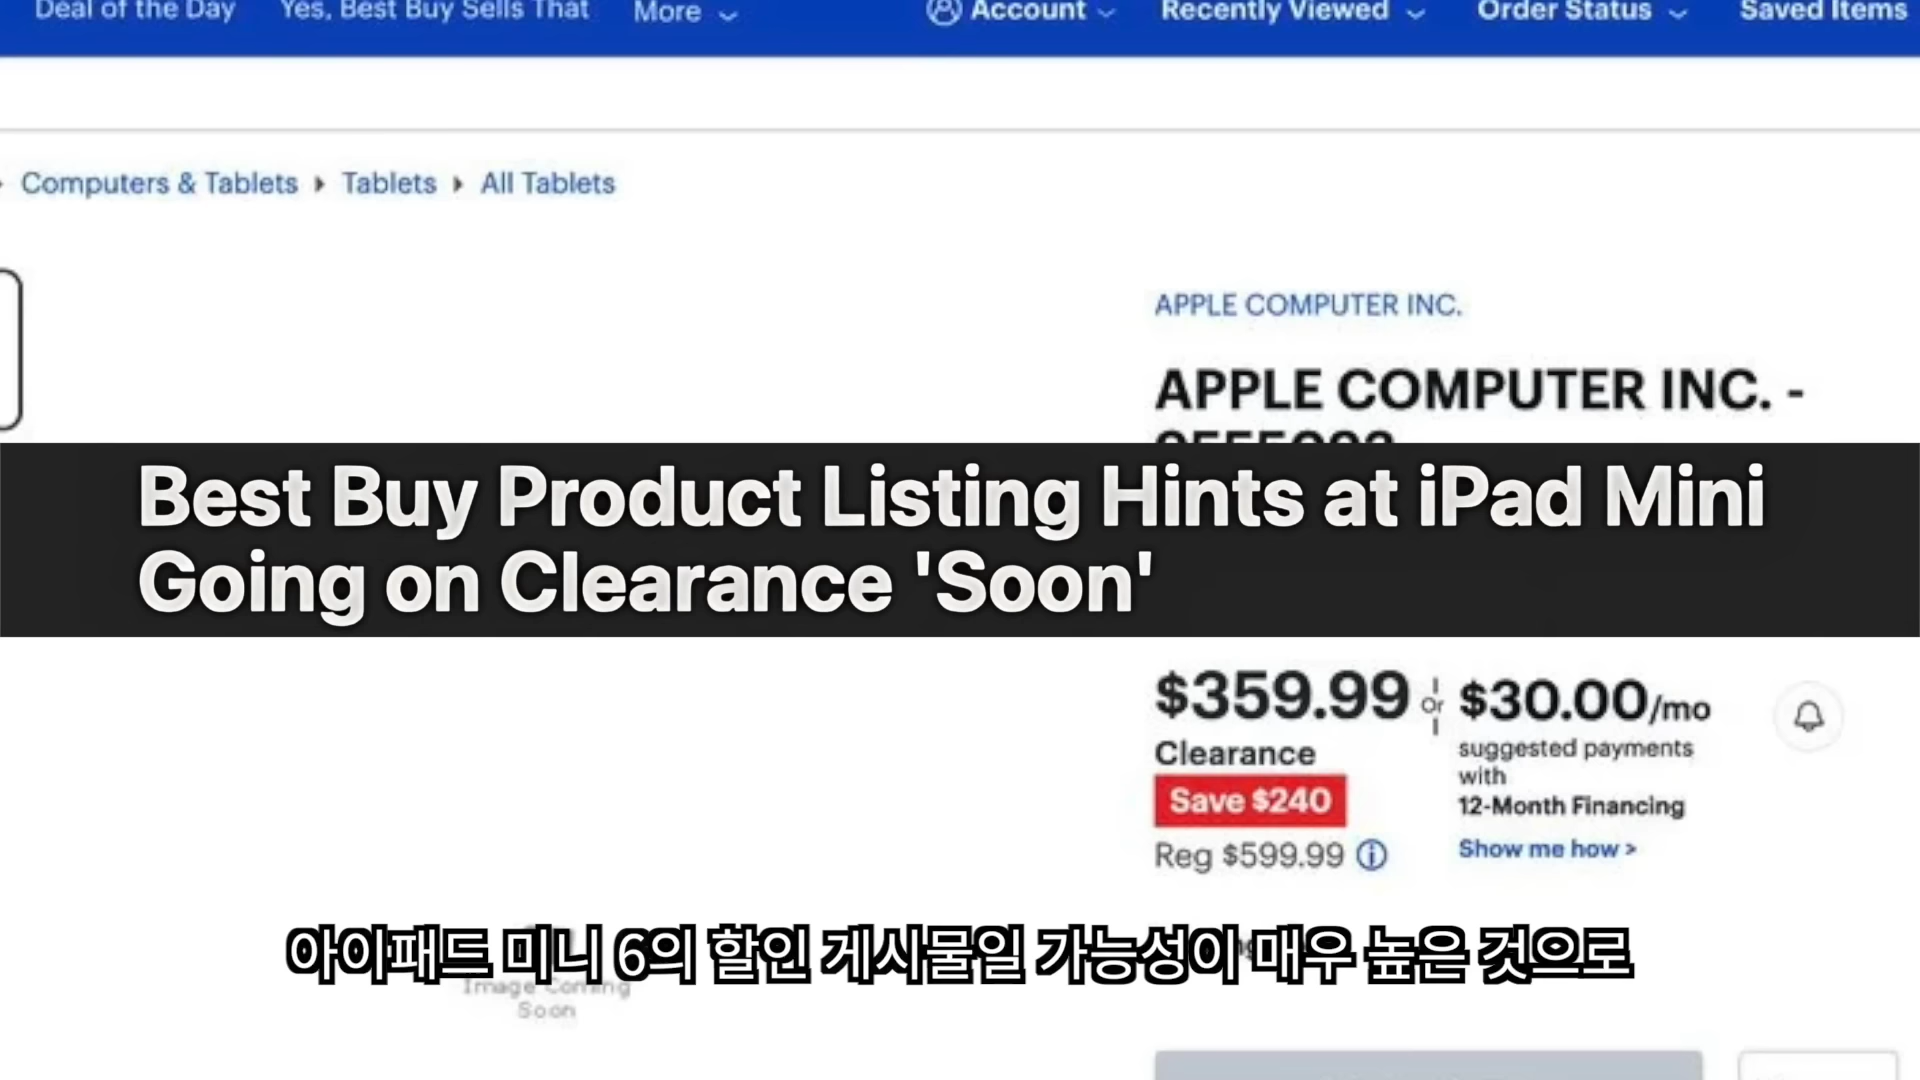 Deal of the Day Yes, Best Buy Sells That More Account Recently Viewed Order Status Saved Items
Computers & Tablets Tablets All Tablets
APPLE COMPUTER INC.
APPLE COMPUTER INC. -
Best Buy Product Listing Hints at iPad Mini
Going on Clearance 'Soon'
$359.99 or $30.00/mo
Clearance
Save $240
Reg $599.99
suggested payments
with
12-Month Financing
Show me how >
아이패드 미니 6의 할인 게시물일 가능성이 매우 높은 것으로
Image Coming
Soon